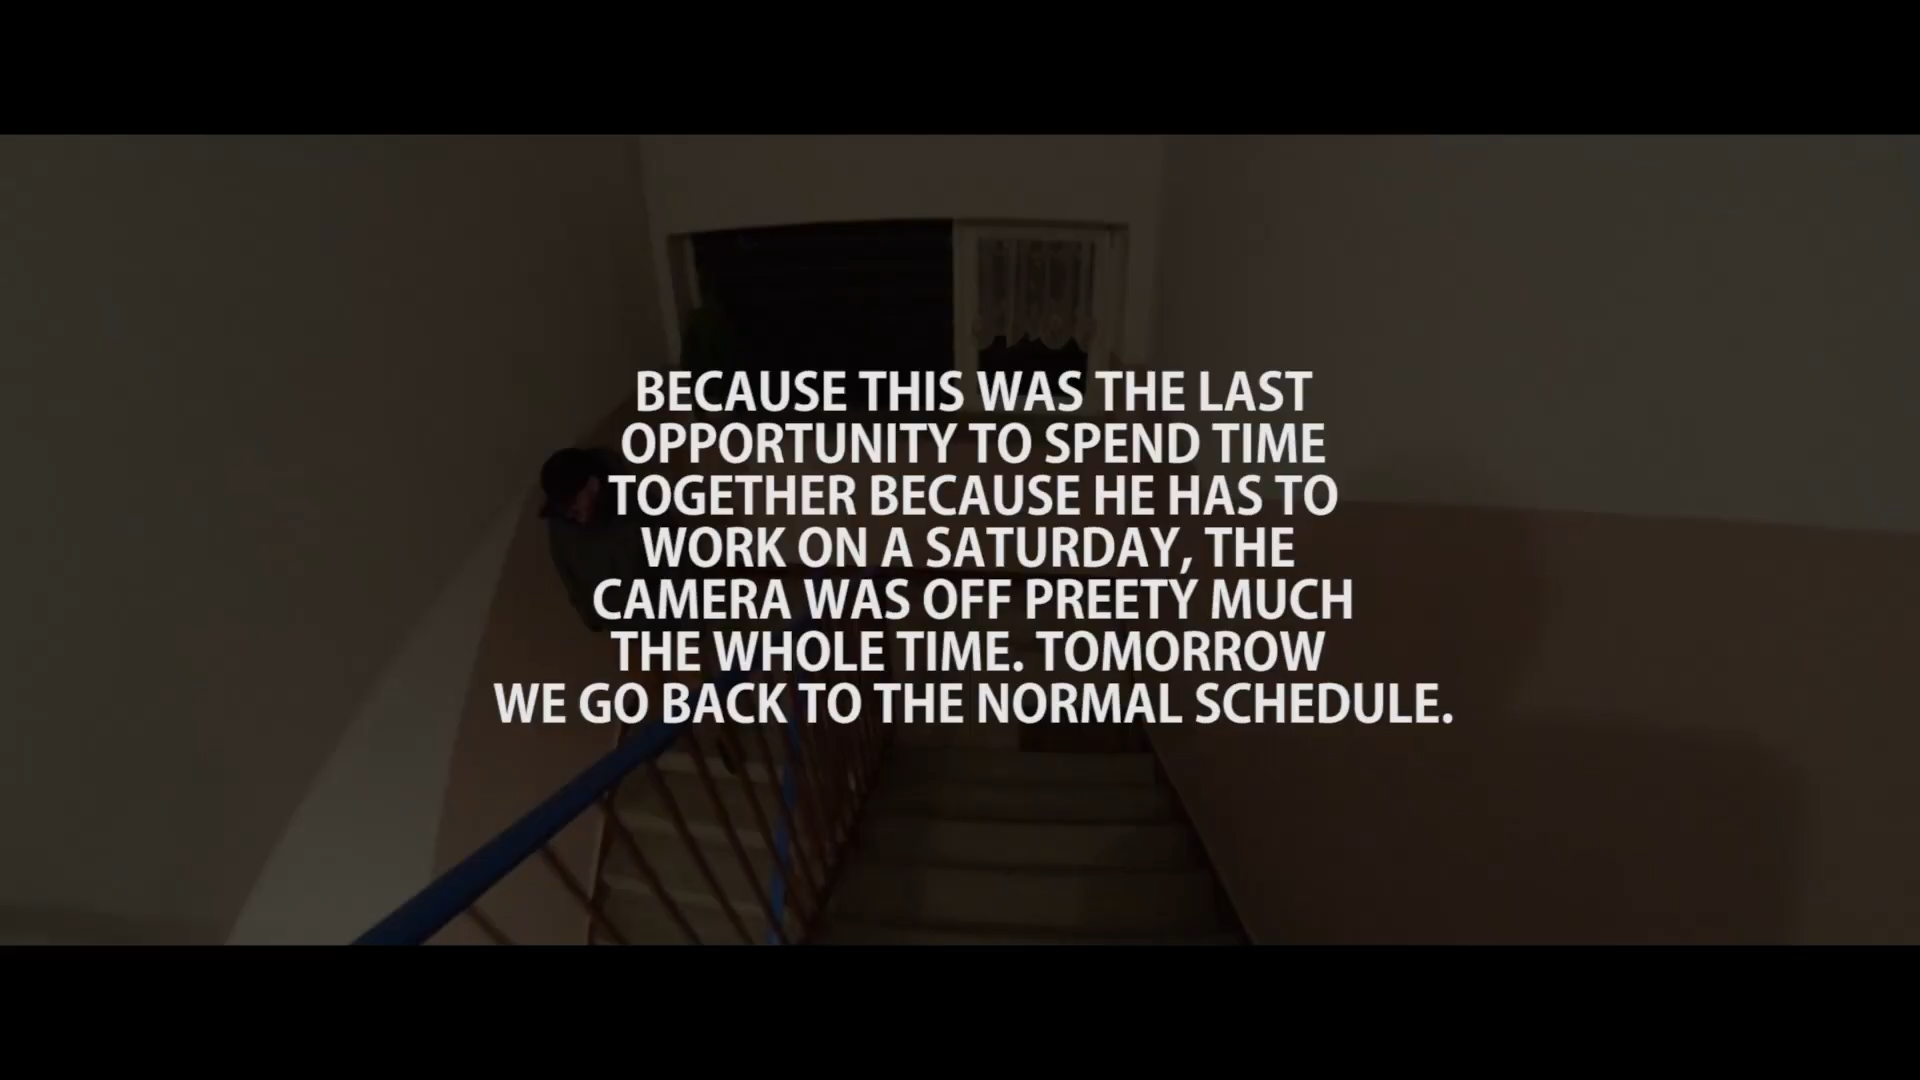 BECAUSE THIS WAS THE LAST
OPPORTUNITY TO SPEND TIME
TOGETHER BECAUSE HE HAS TO
WORK ON A SATURDAY, THE
CAMERA WAS OFF PREETY MUCH
THE WHOLE TIME. TOMORROW
WE GO BACK TO THE NORMAL SCHEDULE.